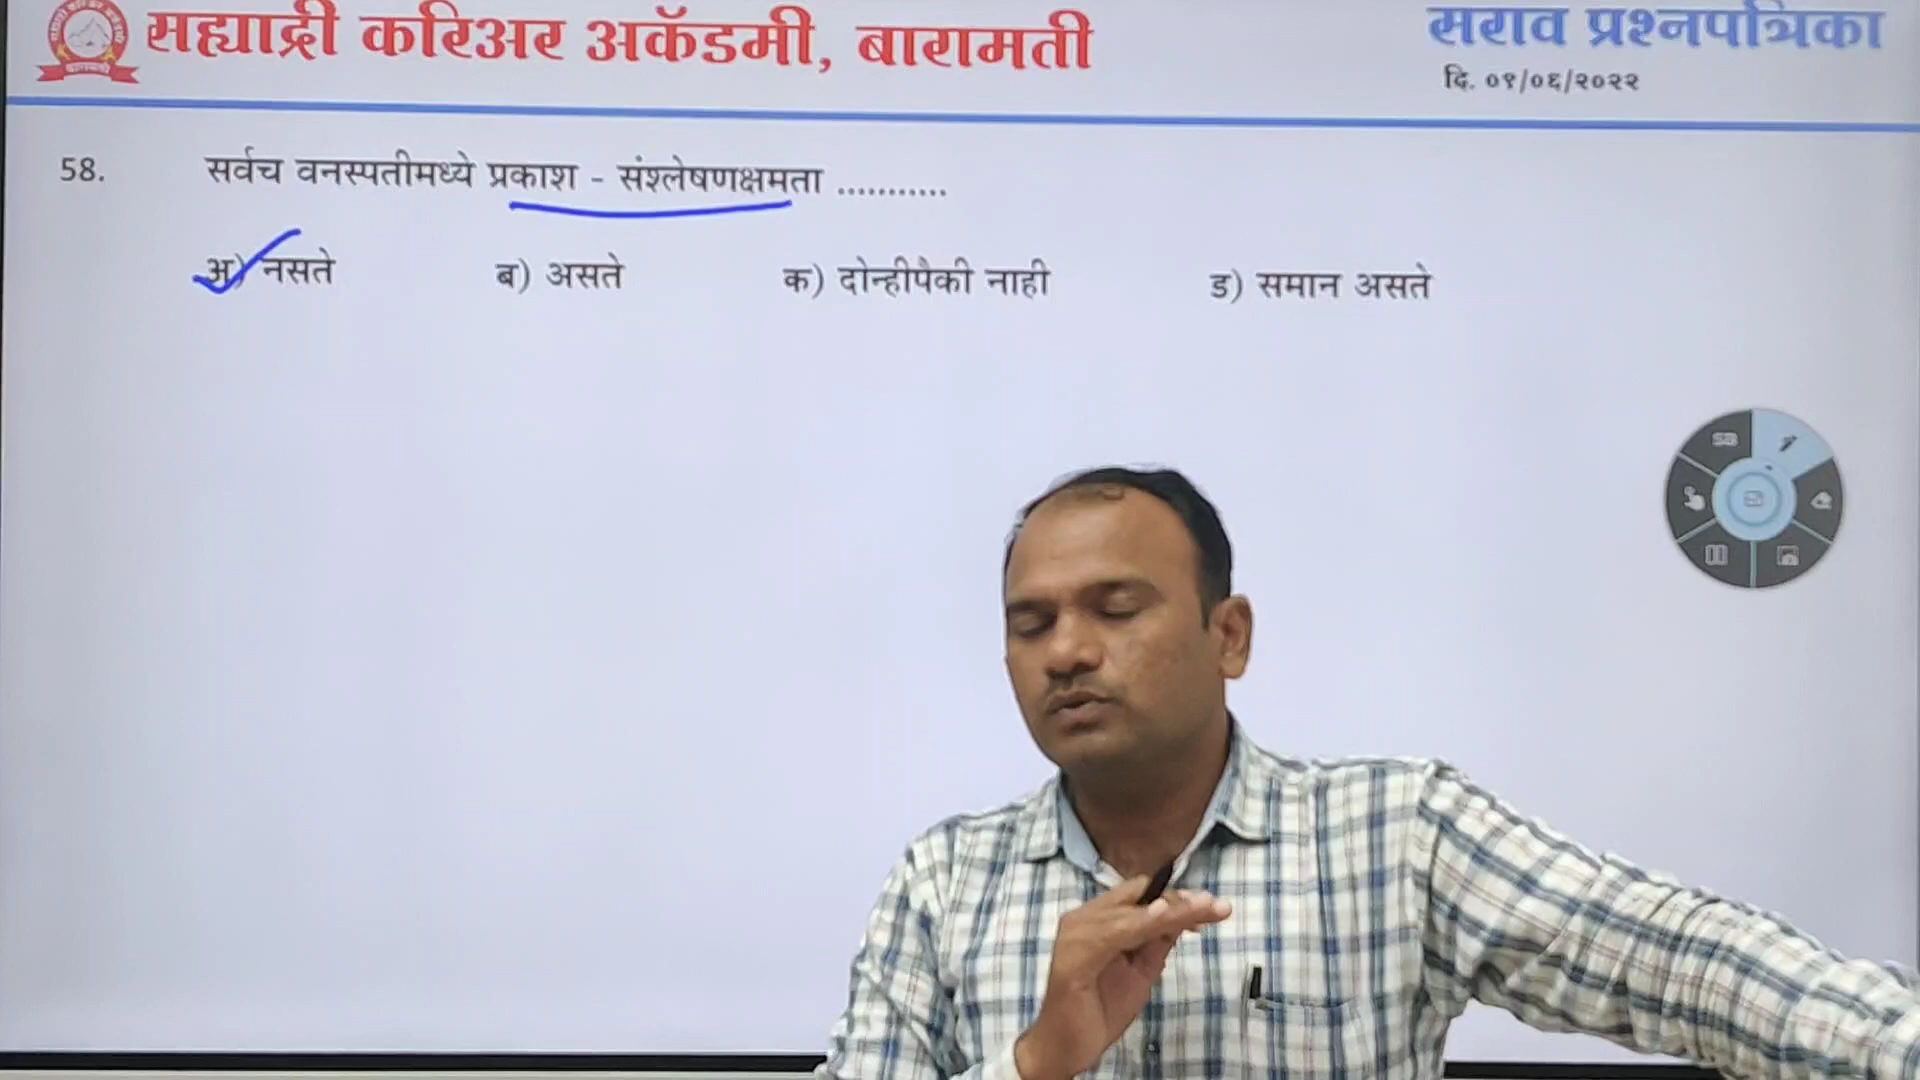 सह्याद्री करिअर अकॅडमी, बारामती
सराव प्रश्नपत्रिका
दि. ०९/०६/२०२२
58. सर्वच वनस्पतीमध्ये प्रकाश - संश्लेषणक्षमता ...........
अ) नसते ब) असते क) दोन्हीपैकी नाही ड) समान असते